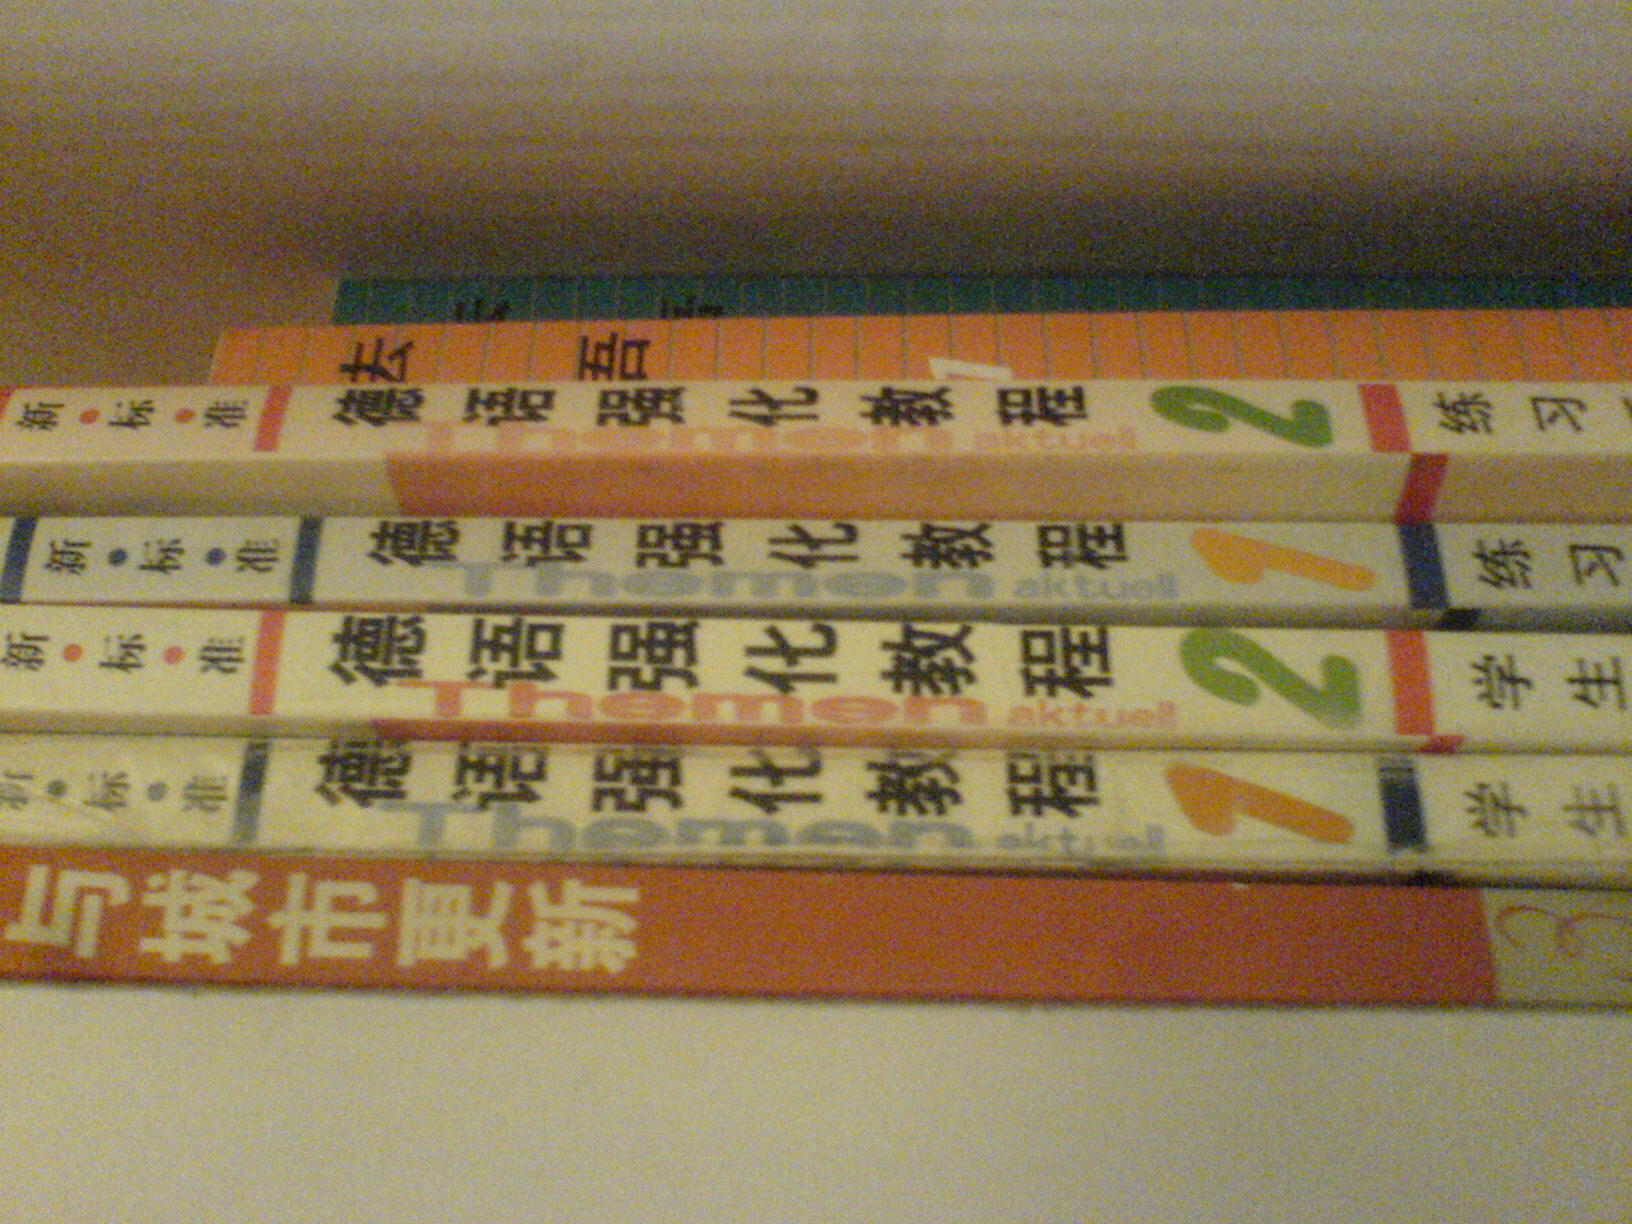 新·标·准 德语强化教程 2 练习
Themen aktuell
新·标·准 德语强化教程 1 练习
Themen aktuell
新·标·准 德语强化教程 2 学生
Themen aktuell
新·标·准 德语强化教程 1 学生
Themen aktuell
与城市更新